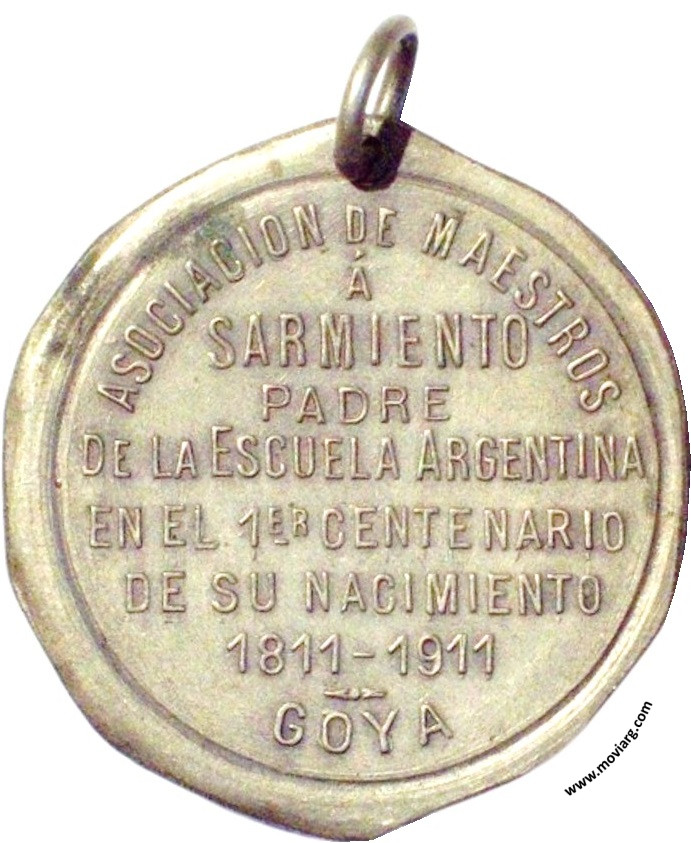 ASOCIACION DE MAESTROS
Á
SARMIENTO
PADRE
DE LA ESCUELA ARGENTINA
EN EL 1ER CENTENARIO
DE SU NACIMIENTO
1811-1911
GOYA
www.moviarg.com